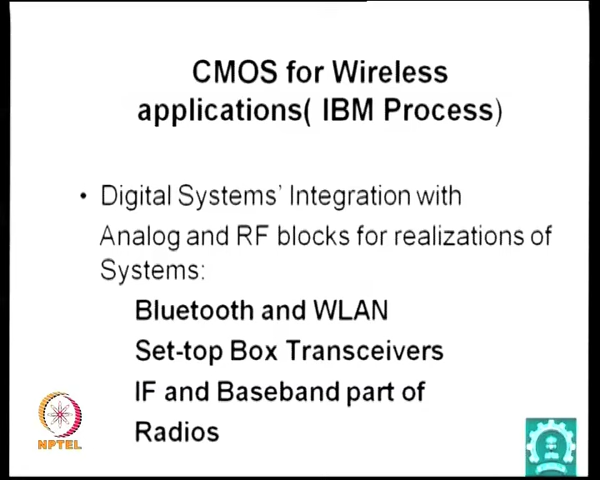 CMOS for Wireless
applications( IBM Process)
• Digital Systems' Integration with
Analog and RF blocks for realizations of
Systems:
Bluetooth and WLAN
Set-top Box Transceivers
IF and Baseband part of
Radios
NPTEL